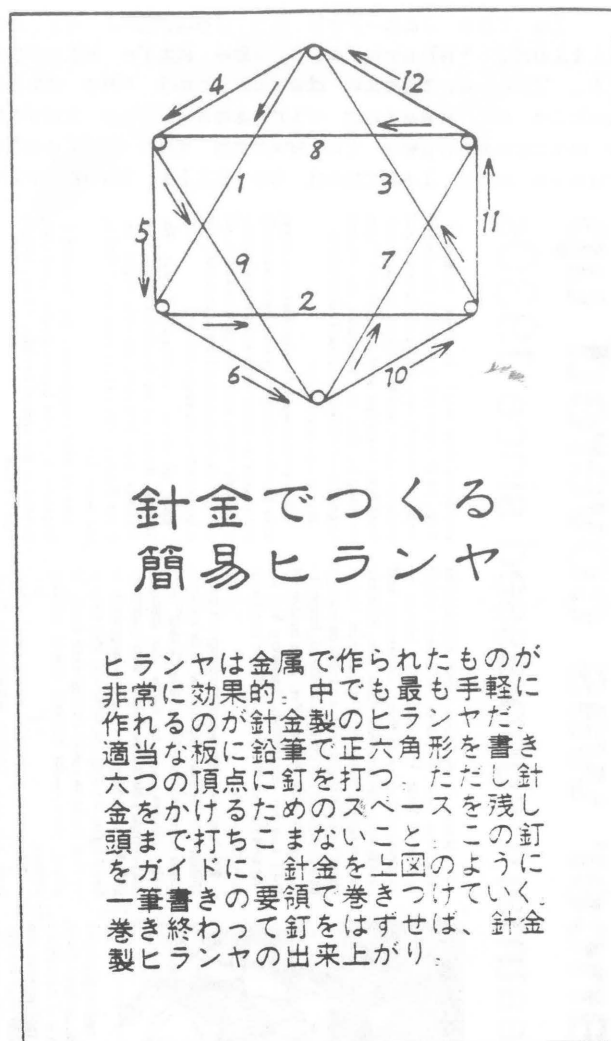 4
12
8
1
3
5
11
9
7
2
6
10
針金でつくる
簡易ヒランヤ
ヒランヤは金属で作られたものが
非常に効果的。中でも最も手軽に
作れるのが針金製のヒランヤだ。
適当な板に鉛筆で正六角形を書き
六つの頂点に釘を打つ。ただし針
金をかけるためのスペースを残し
頭まで打ちこまないこと。この釘
をガイドに、針金を上図のように
一筆書きの要領で巻きつけていく。
巻き終わって釘をはずせば、針金
製ヒランヤの出来上がり。